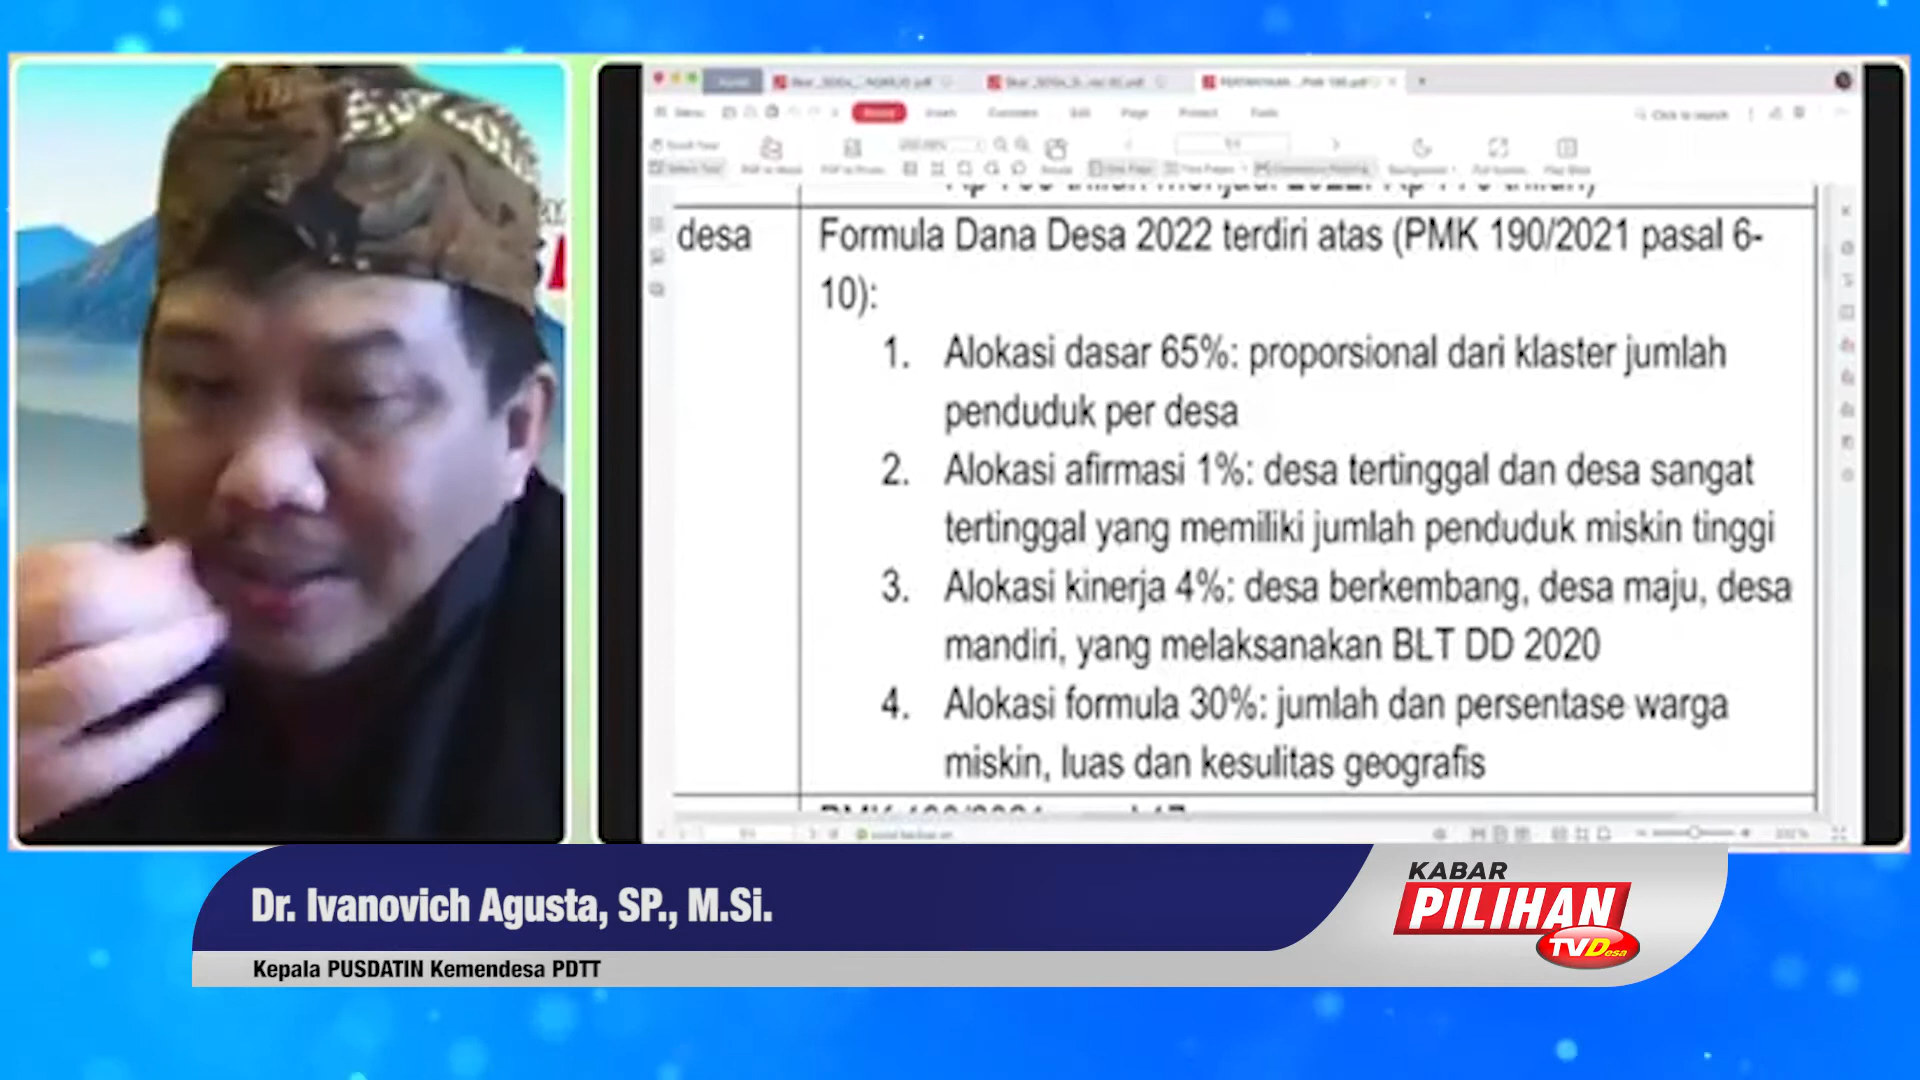 Menu
Click to search
desa
Formula Dana Desa 2022 terdiri atas (PMK 190/2021 pasal 6-
10):
1. Alokasi dasar 65%: proporsional dari klaster jumlah
penduduk per desa
2. Alokasi afirmasi 1%: desa tertinggal dan desa sangat
tertinggal yang memiliki jumlah penduduk miskin tinggi
3. Alokasi kinerja 4%: desa berkembang, desa maju, desa
mandiri, yang melaksanakan BLT DD 2020
4. Alokasi formula 30%: jumlah dan persentase warga
miskin, luas dan kesulitas geografis
Dr. Ivanovich Agusta, SP., M.Si.
Kepala PUSDATIN Kemendesa PDTT
KABAR
PILIHAN
TVDesa